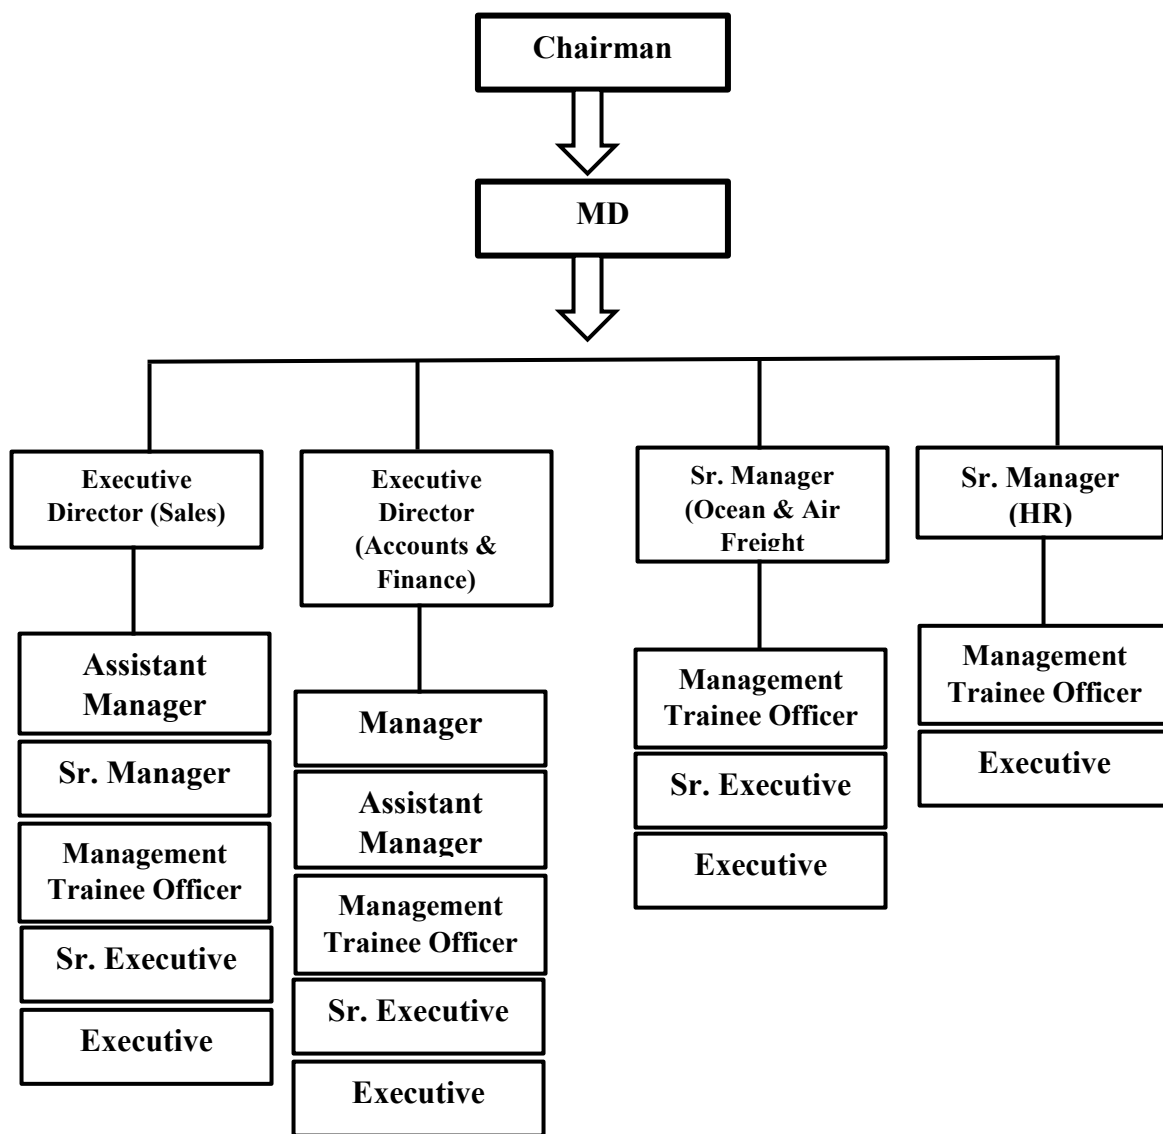 Chairman
MD
Executive
Director (Sales)
Executive
Director
(Accounts &
Finance)
Sr. Manager
(Ocean & Air
Freight
Sr. Manager
(HR)
Assistant
Manager
Sr. Manager
Management
Trainee Officer
Sr. Executive
Executive
Manager
Assistant
Manager
Management
Trainee Officer
Sr. Executive
Executive
Management
Trainee Officer
Sr. Executive
Executive
Management
Trainee Officer
Executive